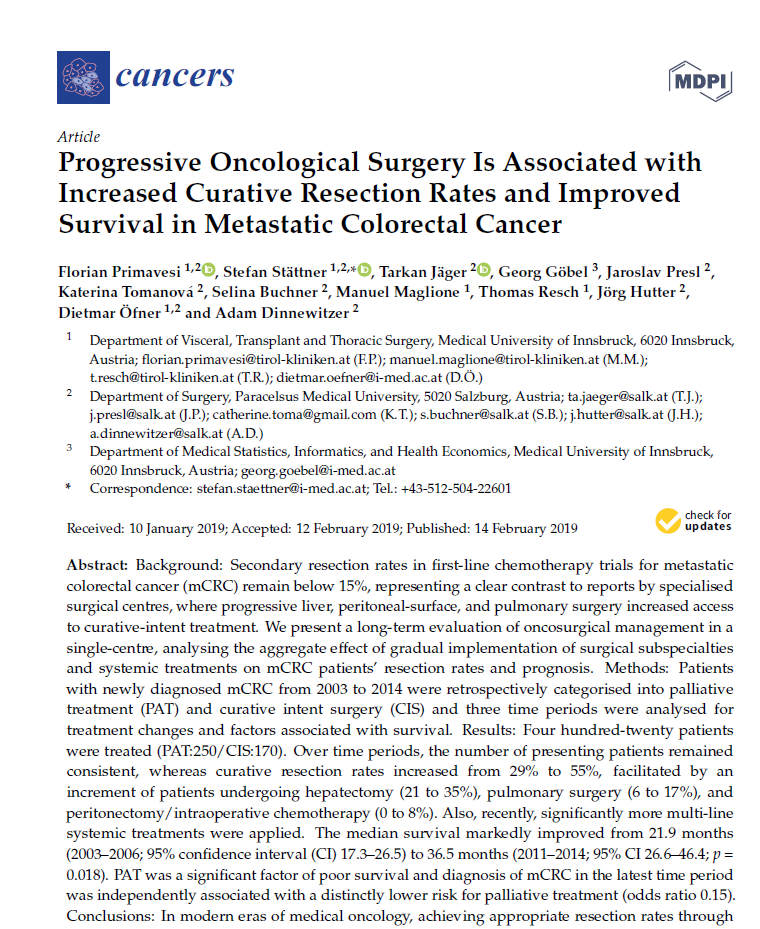 cancers
MDPI
Article
Progressive Oncological Surgery Is Associated with
Increased Curative Resection Rates and Improved
Survival in Metastatic Colorectal Cancer
Florian Primavesi 1,2, Stefan Stättner 1,2,*, Tarkan Jäger 2, Georg Göbel 3, Jaroslav Presl 2,
Katerina Tomanová 2, Selina Buchner 2, Manuel Maglione 1, Thomas Resch 1, Jörg Hutter 2,
Dietmar Öfner 1,2 and Adam Dinnewitzer 2
1 Department of Visceral, Transplant and Thoracic Surgery, Medical University of Innsbruck, 6020 Innsbruck,
Austria; florian.primavesi@tirol-kliniken.at (F.P.); manuel.maglione@tirol-kliniken.at (M.M.);
t.resch@tirol-kliniken.at (T.R.); dietmar.oefner@i-med.ac.at (D.Ö.)
2 Department of Surgery, Paracelsus Medical University, 5020 Salzburg, Austria; ta.jaeger@salk.at (T.J.);
j.presl@salk.at (J.P.); catherine.toma@gmail.com (K.T.); s.buchner@salk.at (S.B.); j.hutter@salk.at (J.H.);
a.dinnewitzer@salk.at (A.D.)
3 Department of Medical Statistics, Informatics, and Health Economics, Medical University of Innsbruck,
6020 Innsbruck, Austria; georg.goebel@i-med.ac.at
* Correspondence: stefan.staettner@i-med.ac.at; Tel.: +43-512-504-22601
check for
updates
Received: 10 January 2019; Accepted: 12 February 2019; Published: 14 February 2019
Abstract: Background: Secondary resection rates in first-line chemotherapy trials for metastatic
colorectal cancer (mCRC) remain below 15%, representing a clear contrast to reports by specialised
surgical centres, where progressive liver, peritoneal-surface, and pulmonary surgery increased access
to curative-intent treatment. We present a long-term evaluation of oncosurgical management in a
single-centre, analysing the aggregate effect of gradual implementation of surgical subspecialties
and systemic treatments on mCRC patients' resection rates and prognosis. Methods: Patients
with newly diagnosed mCRC from 2003 to 2014 were retrospectively categorised into palliative
treatment (PAT) and curative intent surgery (CIS) and three time periods were analysed for
treatment changes and factors associated with survival. Results: Four hundred-twenty patients
were treated (PAT:250/CIS:170). Over time periods, the number of presenting patients remained
consistent, whereas curative resection rates increased from 29% to 55%, facilitated by an
increment of patients undergoing hepatectomy (21 to 35%), pulmonary surgery (6 to 17%), and
peritonectomy/intraoperative chemotherapy (0 to 8%). Also, recently, significantly more multi-line
systemic treatments were applied. The median survival markedly improved from 21.9 months
(2003–2006; 95% confidence interval (CI) 17.3–26.5) to 36.5 months (2011–2014; 95% CI 26.6–46.4; p =
0.018). PAT was a significant factor of poor survival and diagnosis of mCRC in the latest time period
was independently associated with a distinctly lower risk for palliative treatment (odds ratio 0.15).
Conclusions: In modern eras of medical oncology, achieving appropriate resection rates through